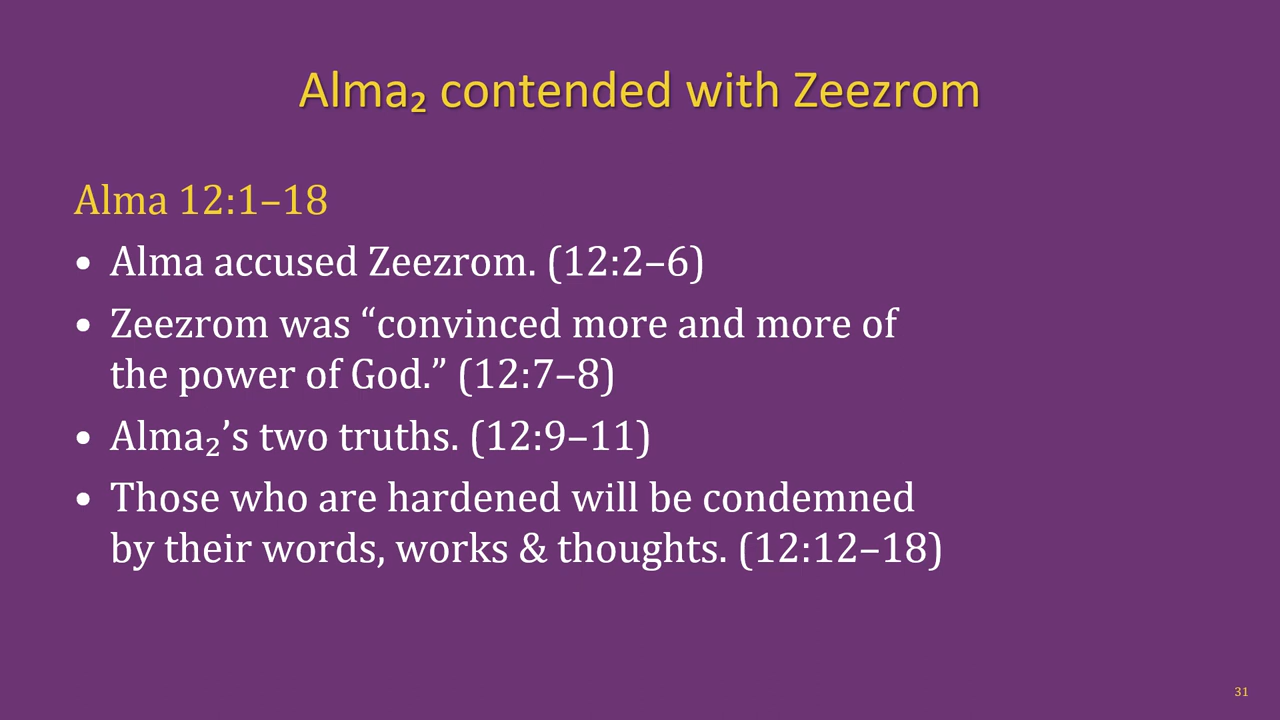 Alma₂ contended with Zeezrom
Alma 12:1–18
• Alma accused Zeezrom. (12:2–6)
• Zeezrom was “convinced more and more of
the power of God.” (12:7–8)
• Alma₂’s two truths. (12:9–11)
• Those who are hardened will be condemned
by their words, works & thoughts. (12:12–18)
31